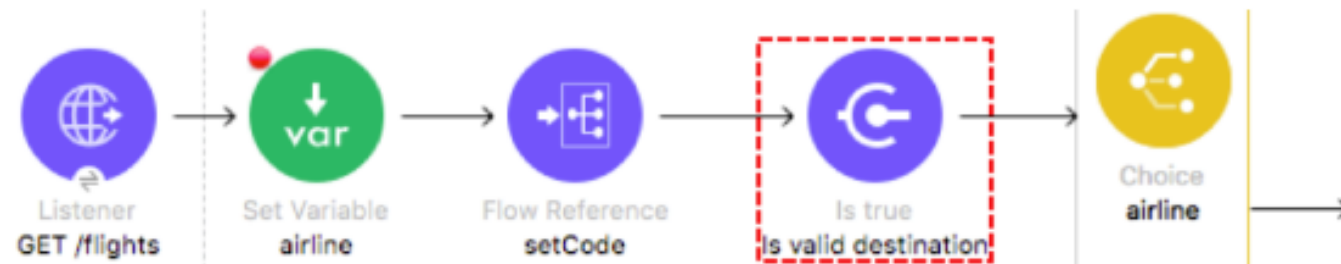 var
Listener
GET /flights
Set Variable
airline
Flow Reference
setCode
Is true
Is valid destination
Choice
airline